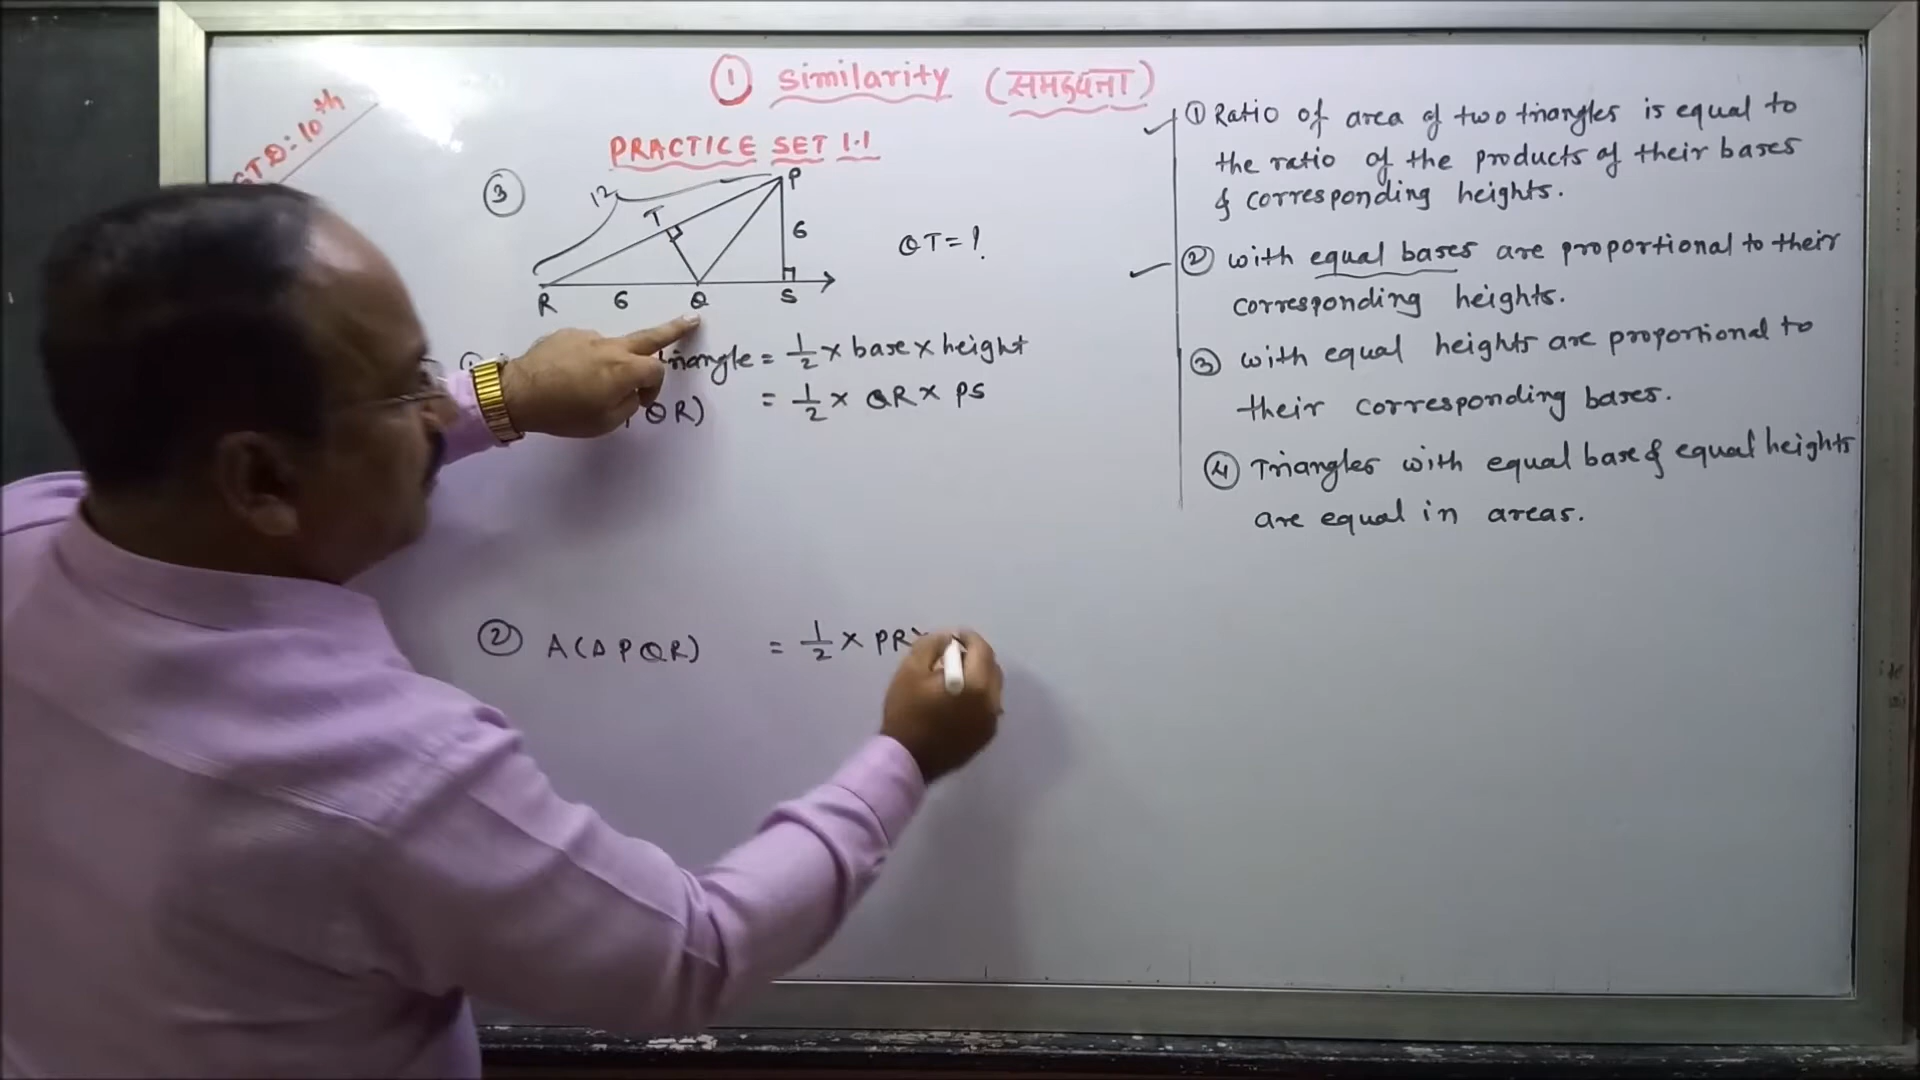 ① Similarity (समरूपता)
STD:10th
PRACTICE SET 1.1
③
12
P
T
6
QT=?
R 6 Q S
triangle = 1/2 × base × height
QR) = 1/2 × QR × PS
② A(Δ PQR) = 1/2 × PR×
① Ratio of area of two triangles is equal to
the ratio of the products of their bases
& corresponding heights.
② with equal bases are proportional to their
corresponding heights.
③ with equal heights are proportional to
their corresponding bases.
④ Triangles with equal base & equal heights
are equal in areas.